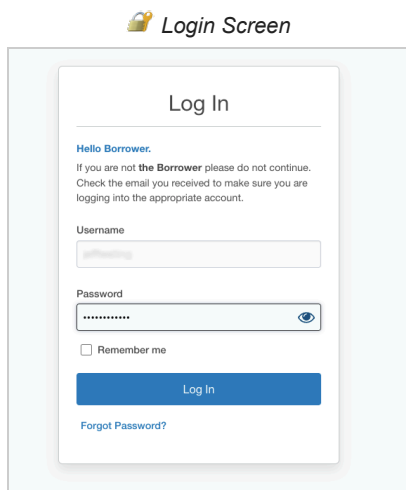 Login Screen
Log In
Hello Borrower.
If you are not the Borrower please do not continue.
Check the email you received to make sure you are
logging into the appropriate account.
Username
Password
••••••••••••
Remember me
Log In
Forgot Password?